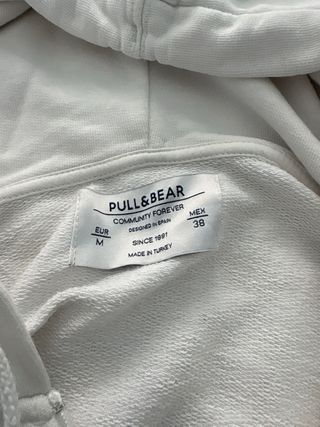 PULL&BEAR
COMMUNITY FOREVER
DESIGNED IN SPAIN
EUR
M
MEX
38
SINCE 1991
MADE IN TURKEY